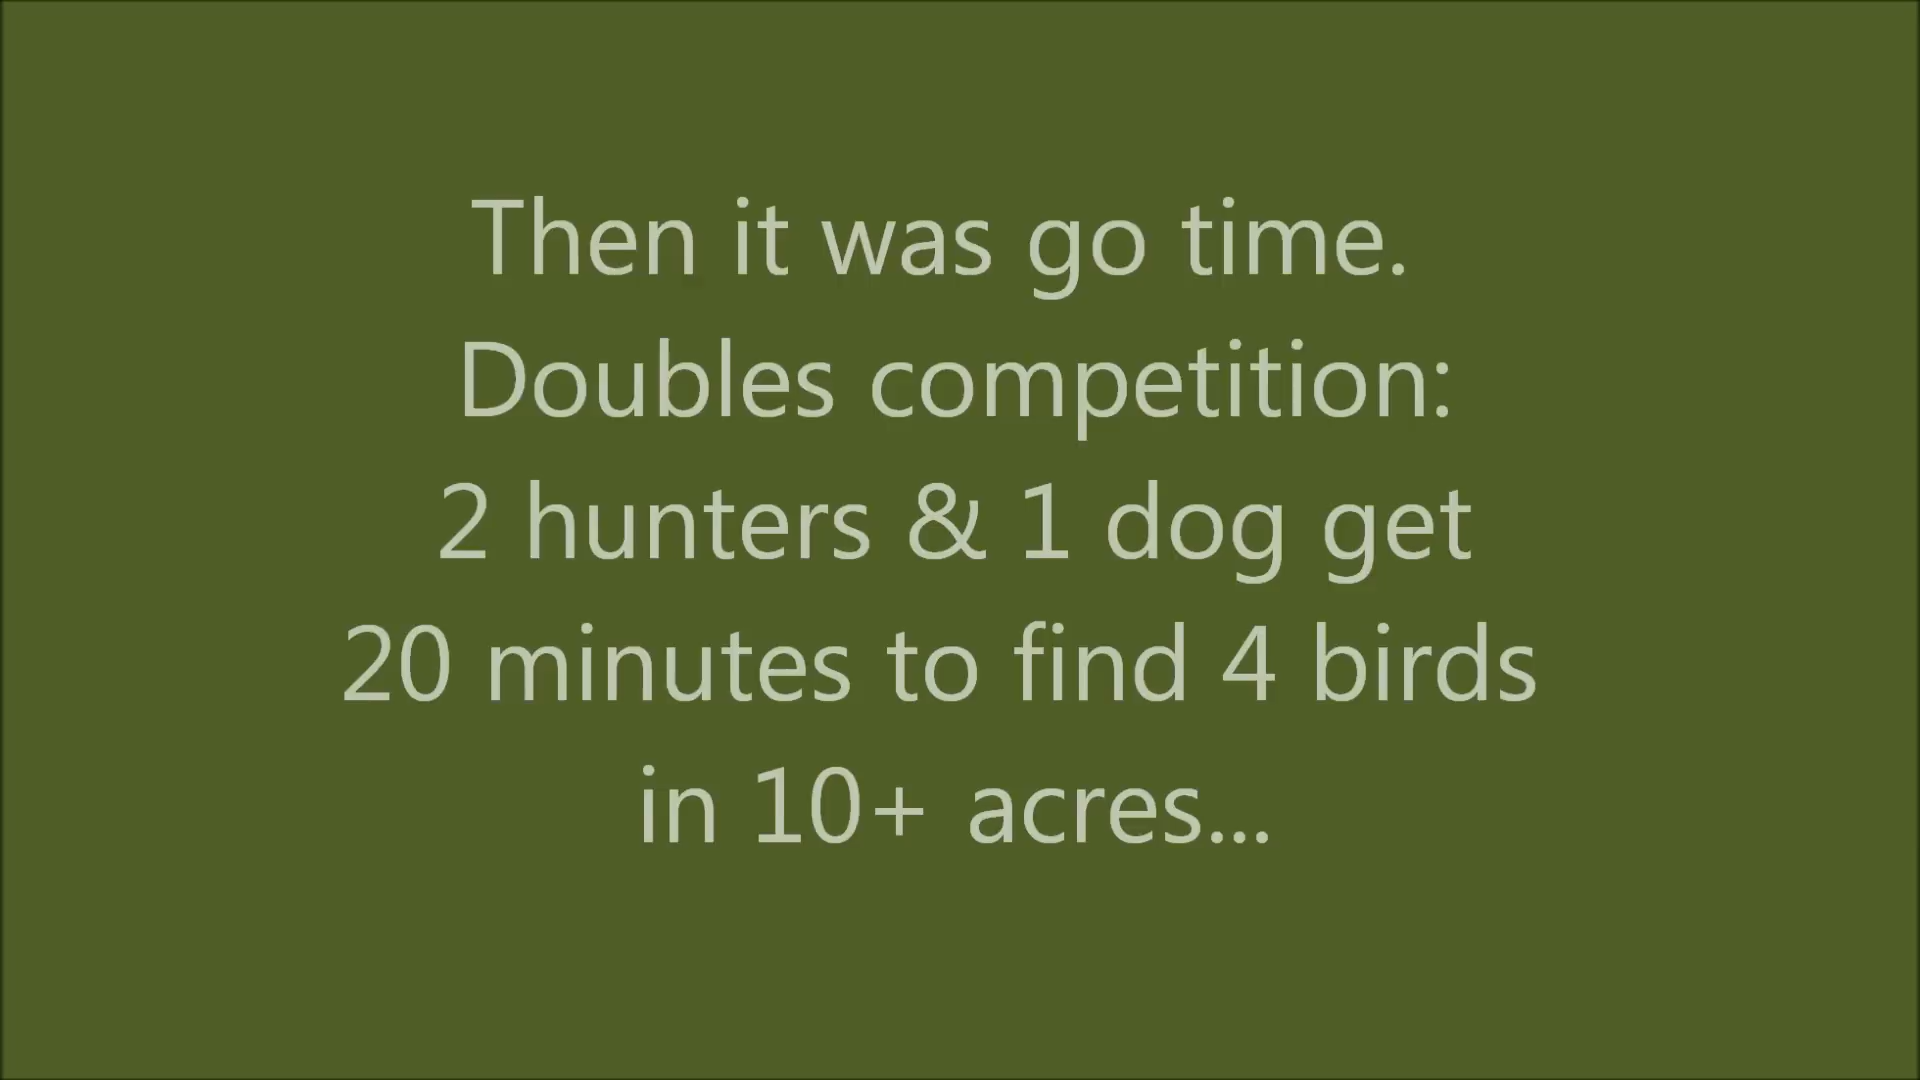 Then it was go time.
Doubles competition:
2 hunters & 1 dog get
20 minutes to find 4 birds
in 10+ acres...